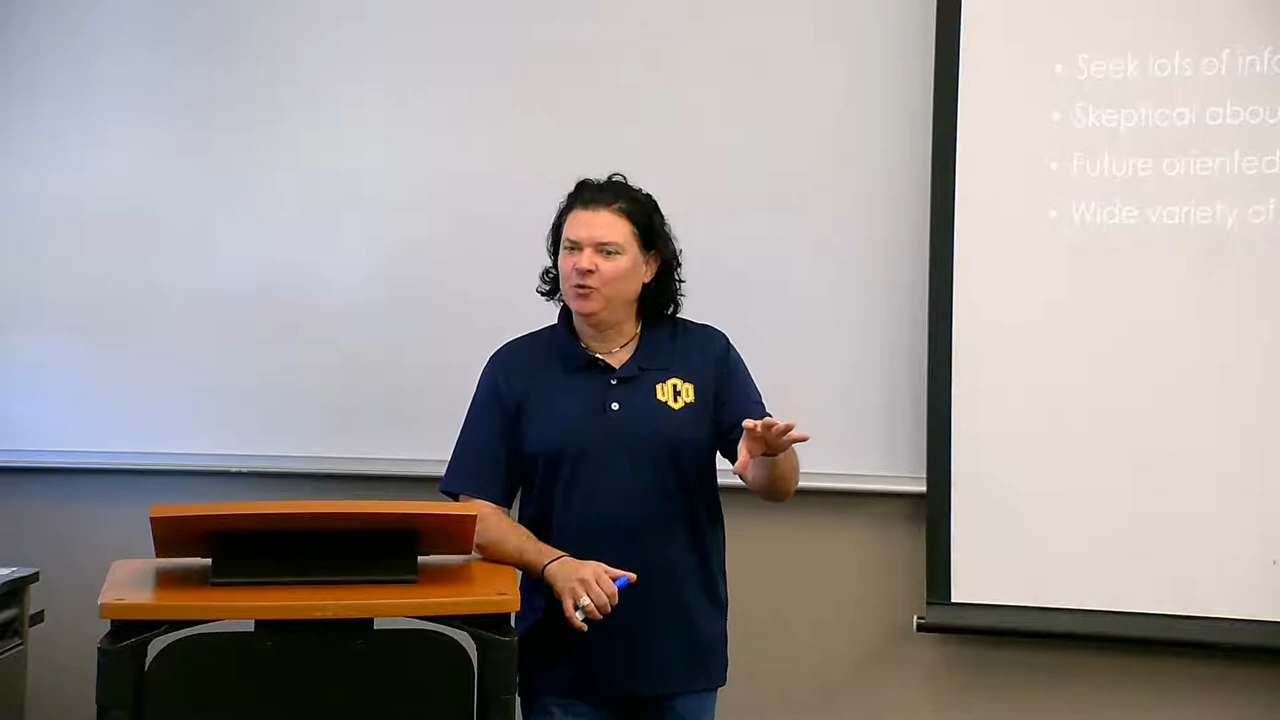 UCO
• Seek lots of info
• Skeptical abou
• Future oriented
• Wide variety of